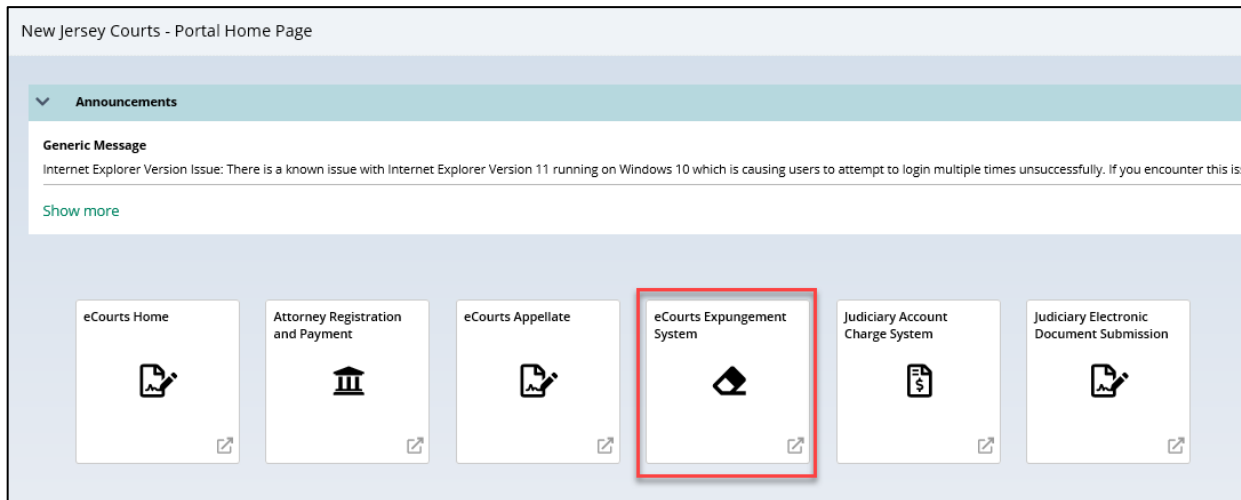 New Jersey Courts - Portal Home Page
Announcements
Generic Message
Internet Explorer Version Issue: There is a known issue with Internet Explorer Version 11 running on Windows 10 which is causing users to attempt to login multiple times unsuccessfully. If you encounter this is
Show more
eCourts Home
Attorney Registration
and Payment
eCourts Appellate
eCourts Expungement
System
Judiciary Account
Charge System
Judiciary Electronic
Document Submission